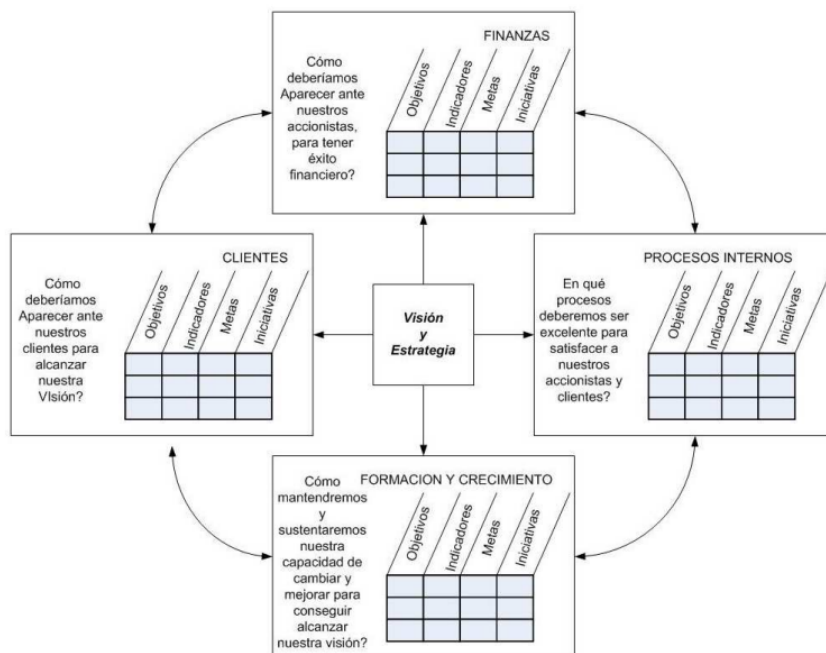 FINANZAS
Cómo
deberíamos
Aparecer ante
nuestros
accionistas,
para tener
éxito
financiero?
Objetivos
Indicadores
Metas
Iniciativas
CLIENTES
Cómo
deberíamos
Aparecer ante
nuestros
clientes para
alcanzar
nuestra
VIsión?
Objetivos
Indicadores
Metas
Iniciativas
Visión
y
Estrategia
PROCESOS INTERNOS
En qué
procesos
deberemos ser
excelente para
satisfacer a
nuestros
accionistas y
clientes?
Objetivos
Indicadores
Metas
Iniciativas
FORMACION Y CRECIMIENTO
Cómo
mantendremos
y
sustentaremos
nuestra
capacidad de
cambiar y
mejorar para
conseguir
alcanzar
nuestra visión?
Objetivos
Indicadores
Metas
Iniciativas